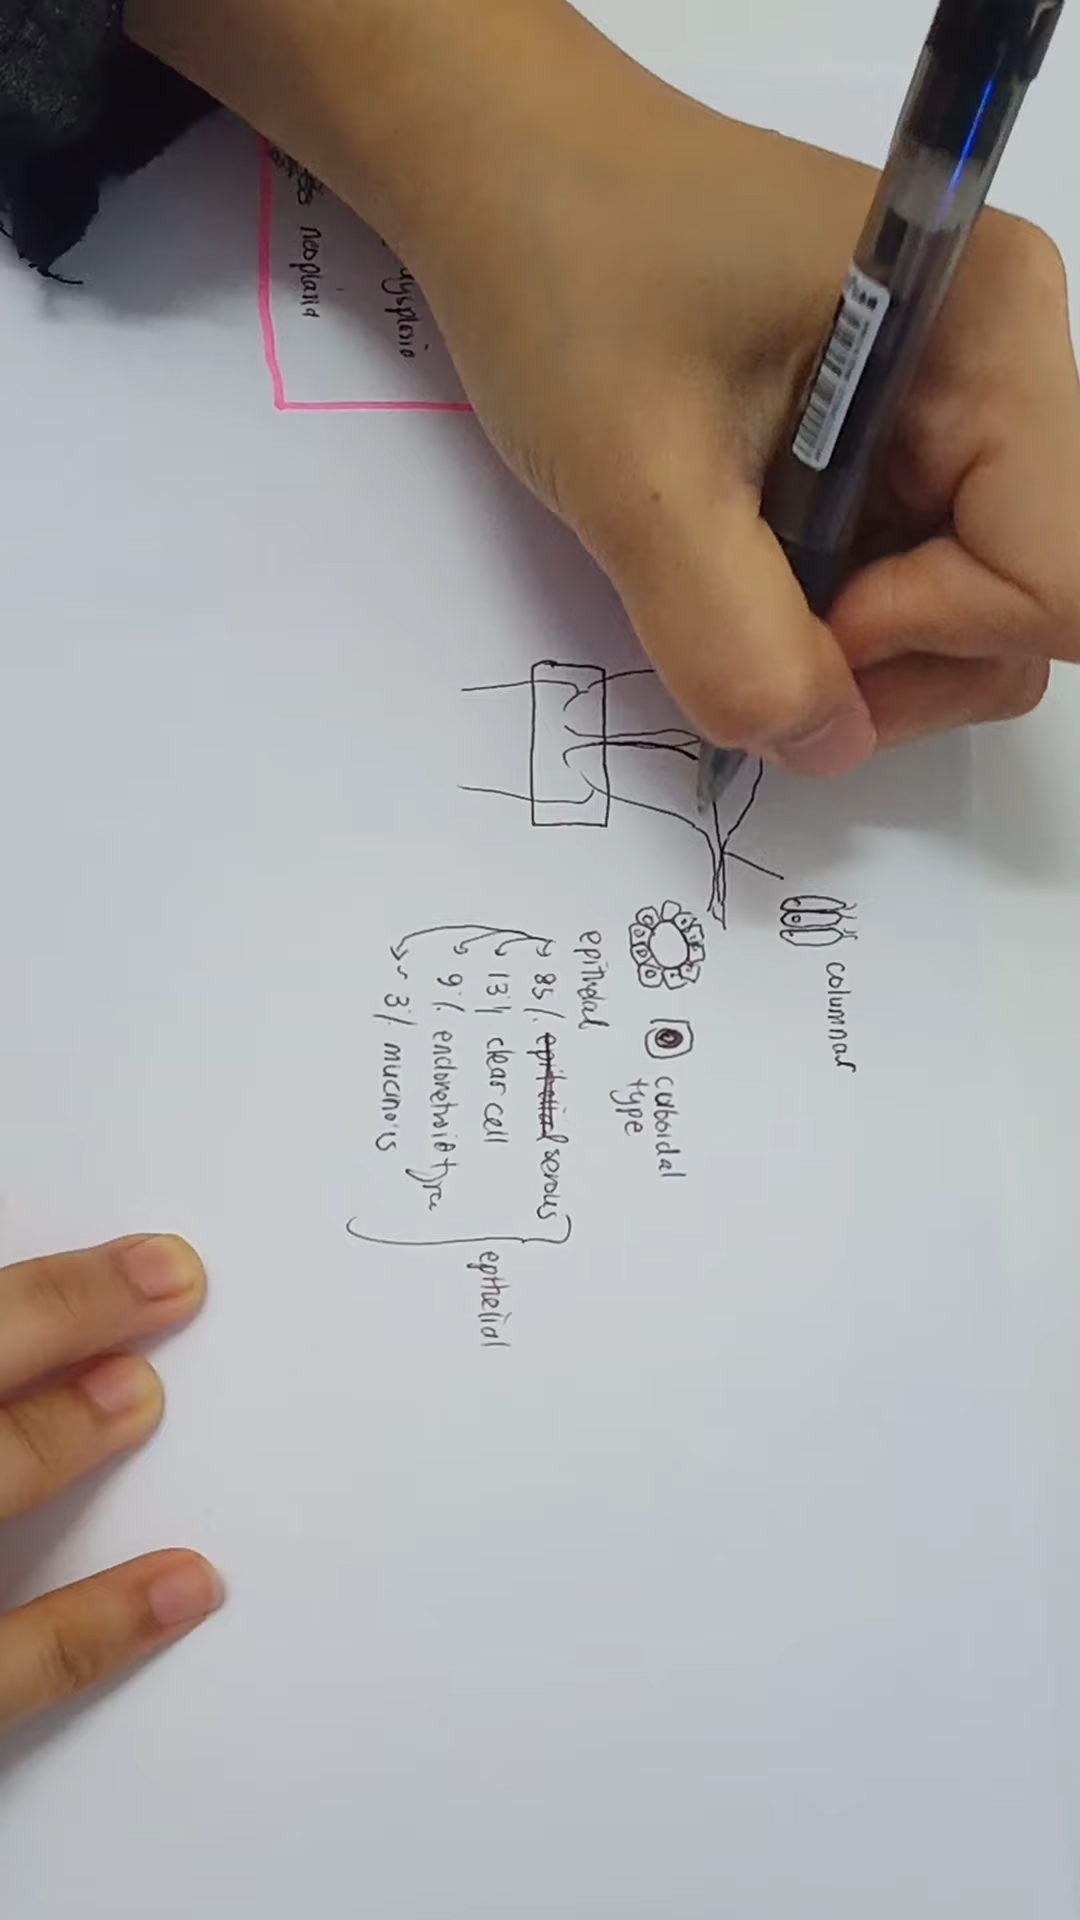 columnar
cuboidal
type
epithelial
85% serous
13% clear cell
9% endometrioid type
~ 3% mucinous
epithelial
dysplasia
neoplasia